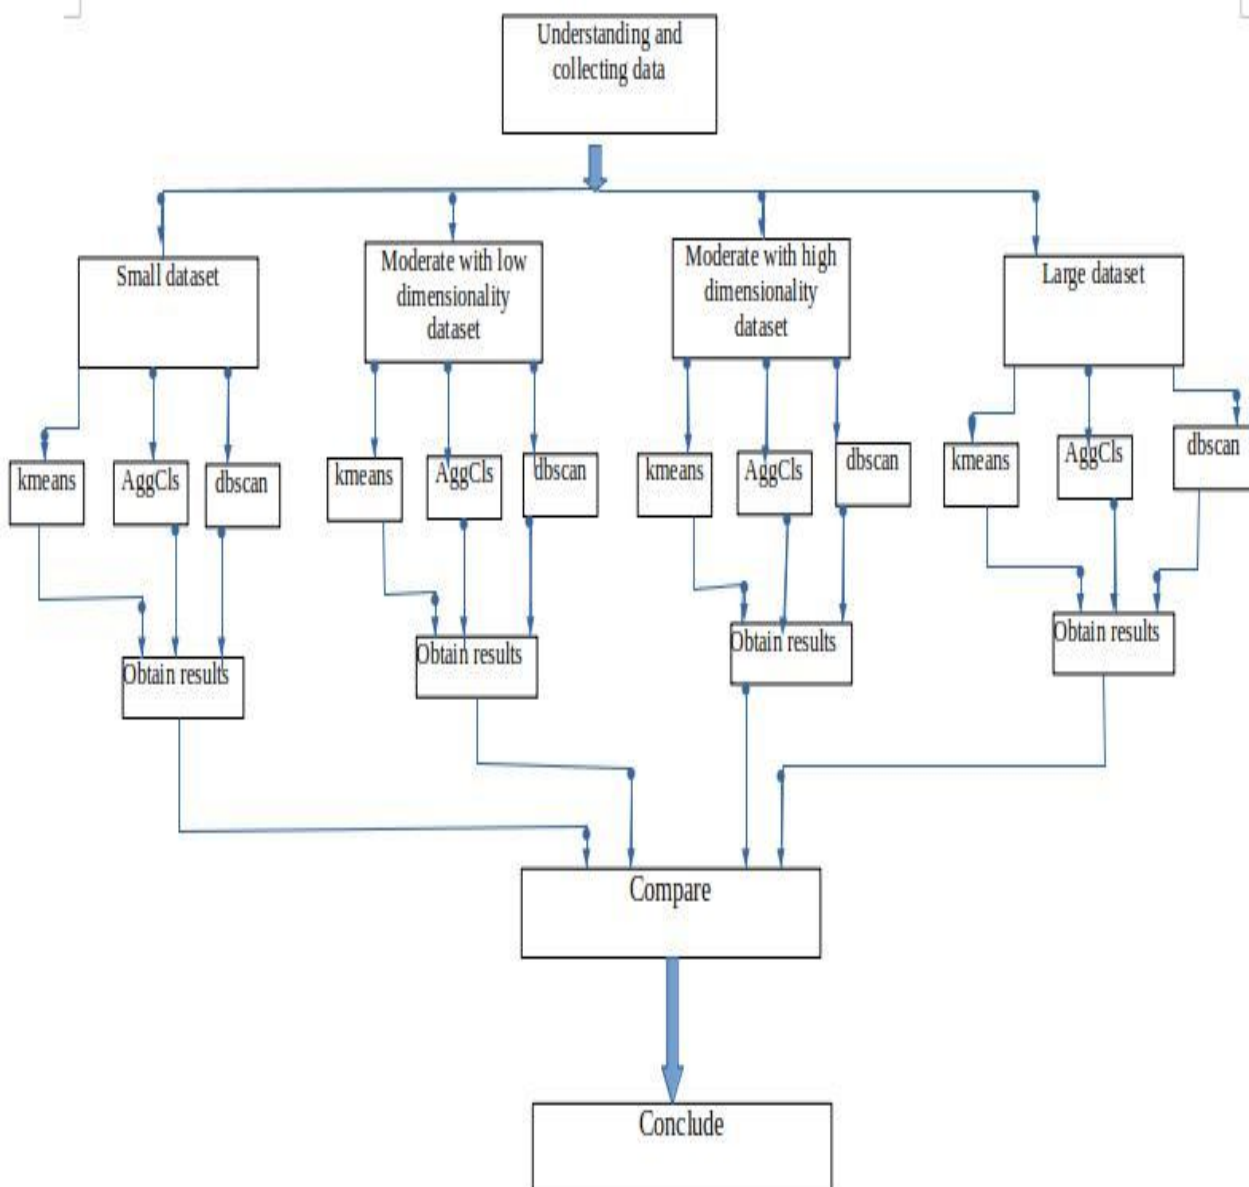 Understanding and
collecting data
Small dataset
Moderate with low
dimensionality
dataset
Moderate with high
dimensionality
dataset
Large dataset
kmeans
AggCls
dbscan
kmeans
AggCls
dbscan
kmeans
AggCls
dbscan
kmeans
AggCls
dbscan
Obtain results
Obtain results
Obtain results
Obtain results
Compare
Conclude